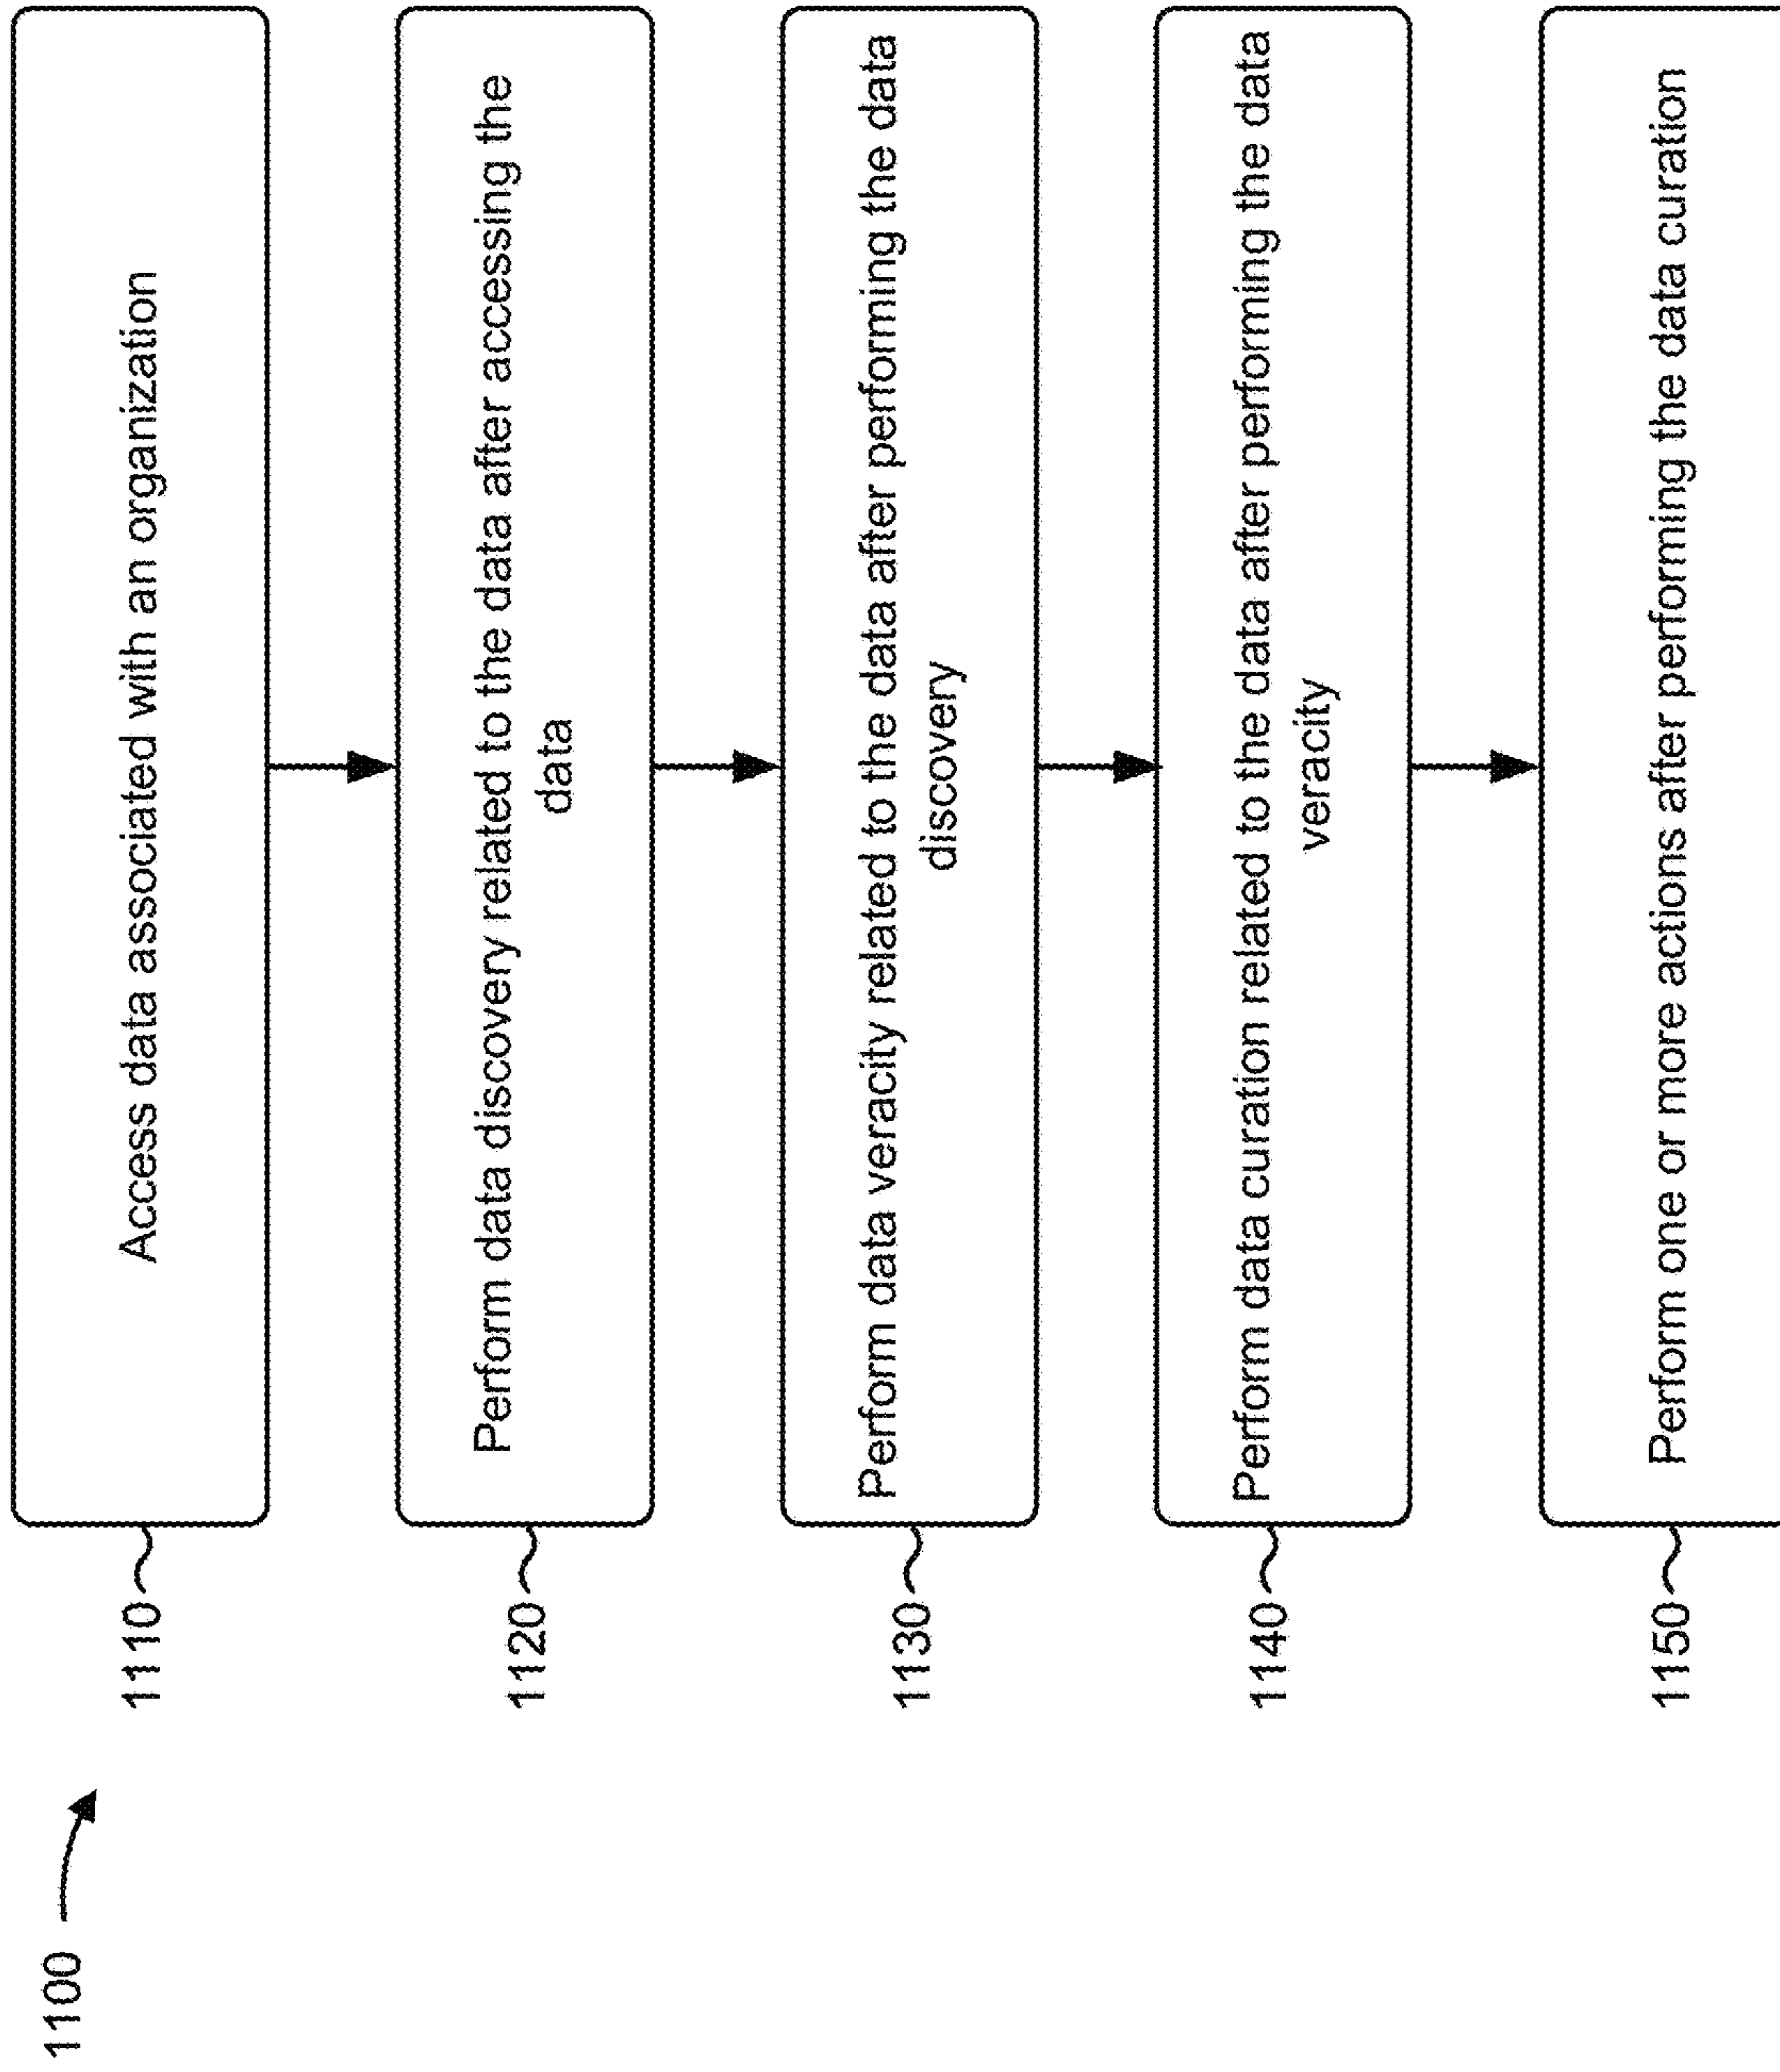 1100
1110
Access data associated with an organization
1120
Perform data discovery related to the data after accessing the
data
1130
Perform data veracity related to the data after performing the data
discovery
1140
Perform data curation related to the data after performing the data
veracity
1150
Perform one or more actions after performing the data curation